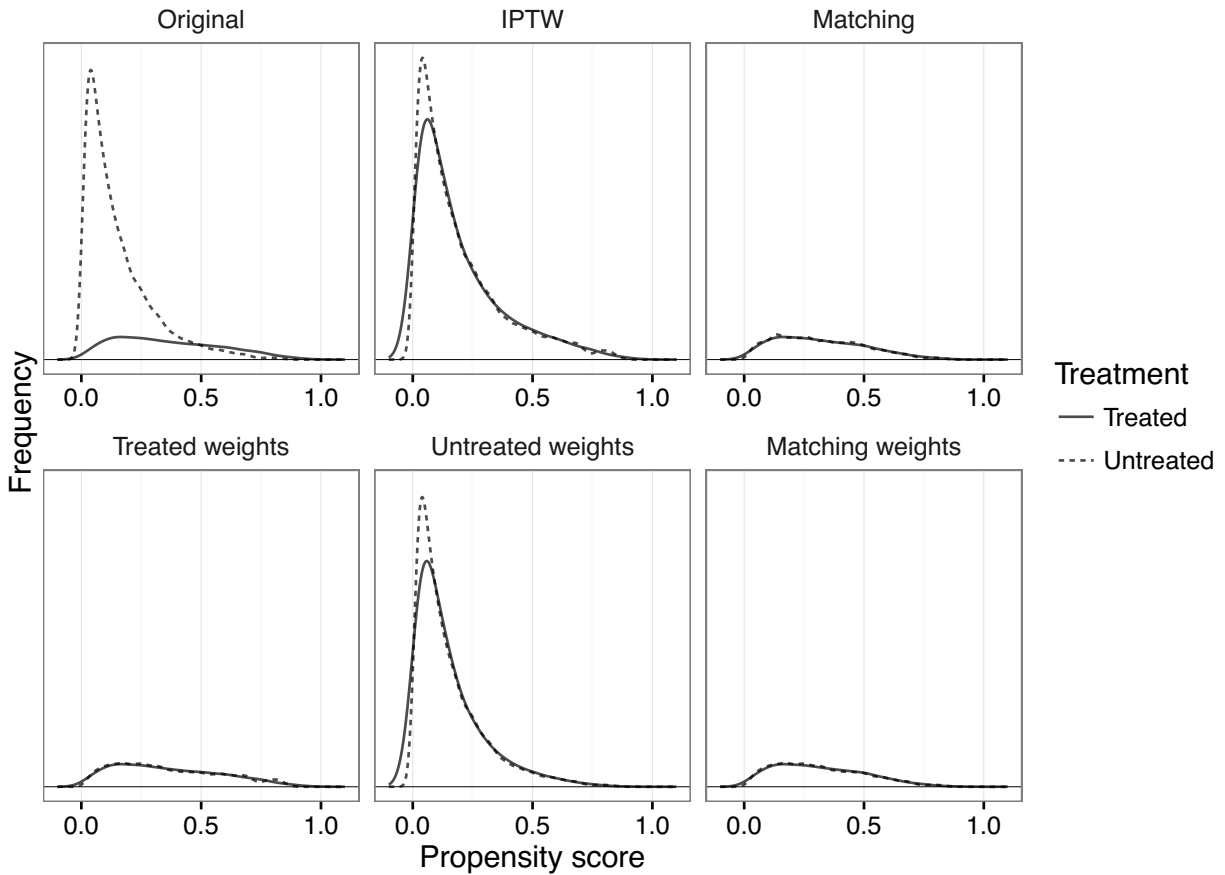 Original
IPTW
Matching
0.0 0.5 1.0
0.0 0.5 1.0
0.0 0.5 1.0
Treated weights
Untreated weights
Matching weights
0.0 0.5 1.0
0.0 0.5 1.0
0.0 0.5 1.0
Frequency
Propensity score
Treatment
Treated
Untreated